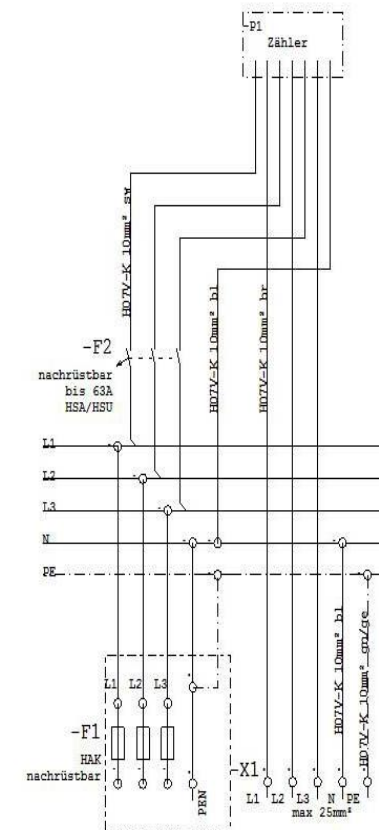 -P1
Zähler
H07V-K 10mm² sw
H07V-K 10mm² bl
H07V-K 10mm² br
-F2
nachrüstbar
bis 63A
HSA/HSU
L1
L2
L3
N
PE
H07V-K 10mm² bl
H07V-K 10mm² gn/ge
L1 L2 L3
-F1
HAK
nachrüstbar
PEN
-X1
L1 L2 L3 N PE
max 25mm²